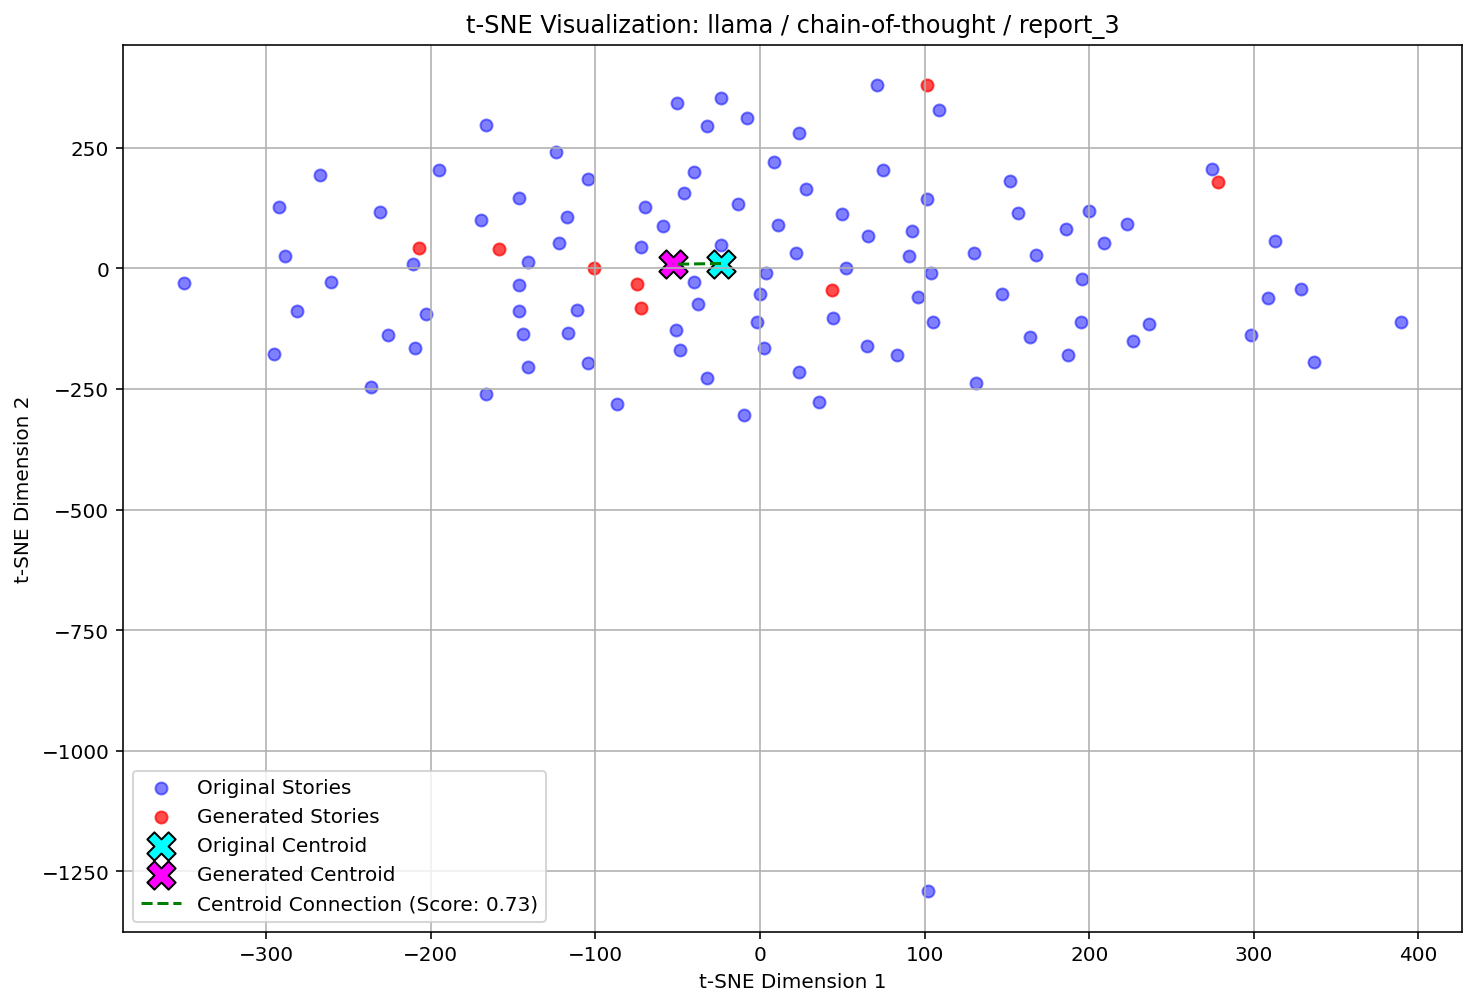 t-SNE Visualization: llama / chain-of-thought / report_3
t-SNE Dimension 2
250
0
−250
−500
−750
−1000
−1250
Original Stories
Generated Stories
Original Centroid
Generated Centroid
Centroid Connection (Score: 0.73)
−300 −200 −100 0 100 200 300 400
t-SNE Dimension 1